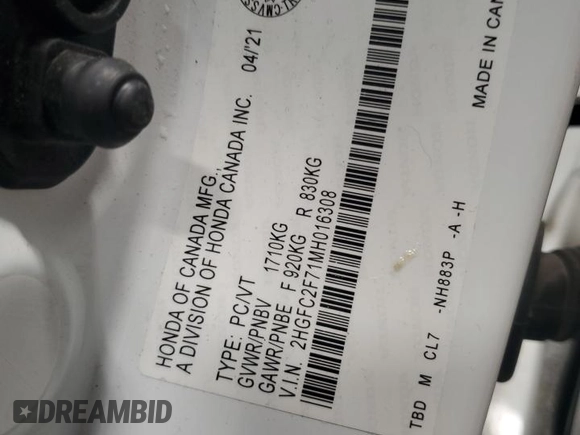 HONDA OF CANADA MFG.,
A DIVISION OF HONDA CANADA INC. 04/'21
TYPE: PC/VT
GVWR/PNBV 1710KG
GAWR/PNBE F 920KG R 830KG
V.I.N. 2HGFC2F71MH016308
TBD M CL7 -NH883P -A -H
MADE IN CAN
DREAMBID